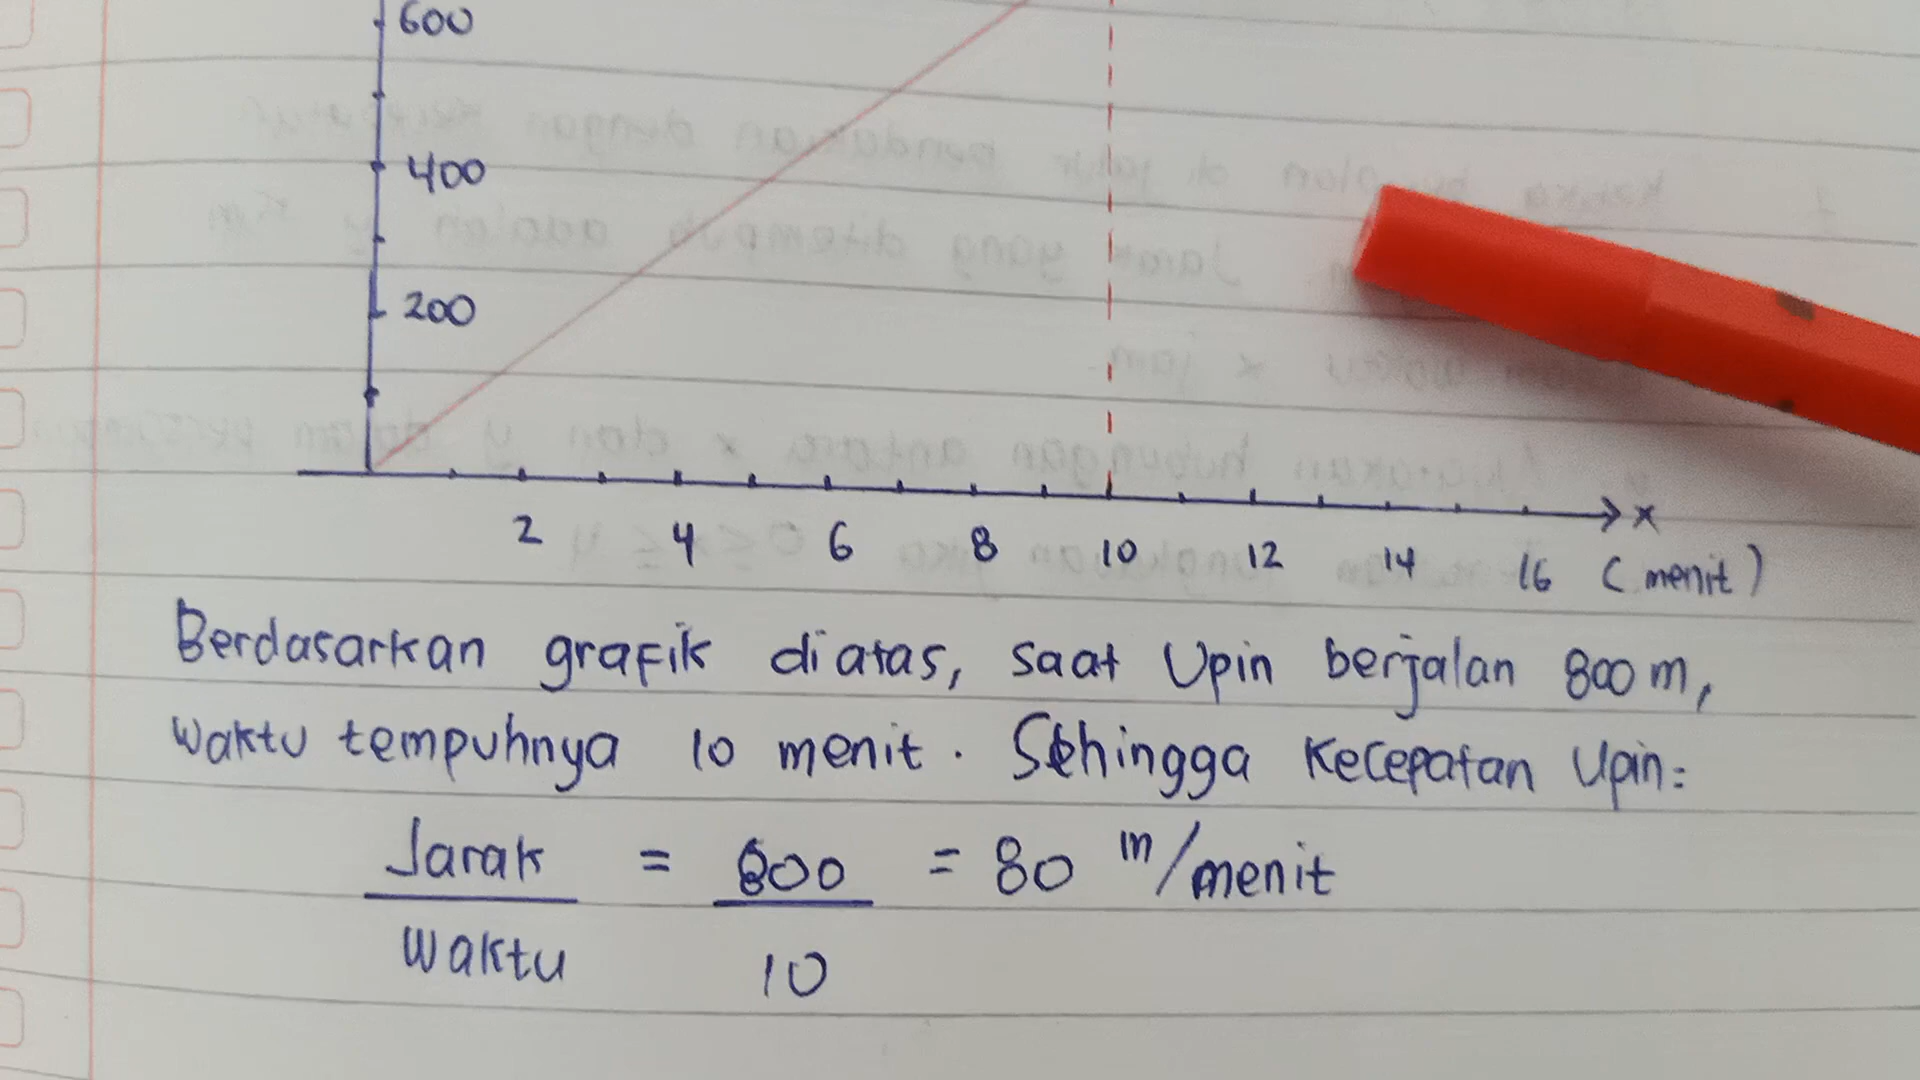 600
400
200
x
2 4 6 8 10 12 14 16 (menit)
Berdasarkan grafik diatas, saat Upin berjalan 800 m,
Waktu tempuhnya 10 menit. Sehingga Kecepatan Upin:
Jarak = 800 = 80 m/menit
Waktu 10